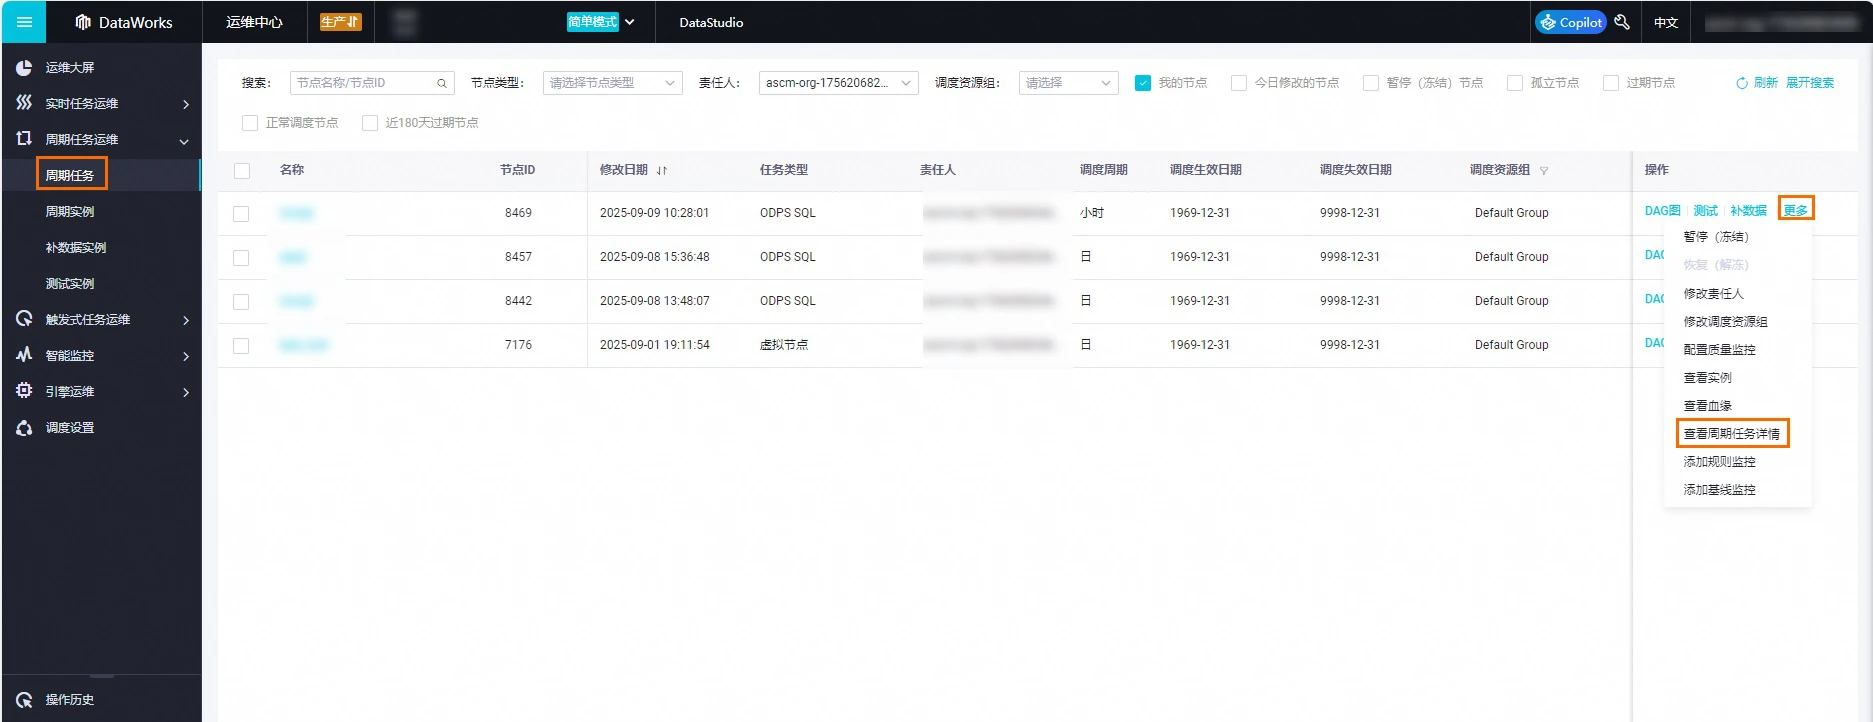 DataWorks
运维中心
生产
简单模式
DataStudio
Copilot
中文
运维大屏
实时任务运维
周期任务运维
周期任务
周期实例
补数据实例
测试实例
触发式任务运维
智能监控
引擎运维
调度设置
操作历史
搜索： 节点名称/节点ID 节点类型： 请选择节点类型 责任人： ascm-org-175620682... 调度资源组： 请选择 我的节点 今日修改的节点 暂停（冻结）节点 孤立节点 过期节点 刷新 展开搜索
正常调度节点 近180天过期节点
名称 节点ID 修改日期 任务类型 责任人 调度周期 调度生效日期 调度失效日期 调度资源组 操作
8469 2025-09-09 10:28:01 ODPS SQL 小时 1969-12-31 9998-12-31 Default Group DAG图 测试 补数据 更多
8457 2025-09-08 15:36:48 ODPS SQL 日 1969-12-31 9998-12-31 Default Group
8442 2025-09-08 13:48:07 ODPS SQL 日 1969-12-31 9998-12-31 Default Group
7176 2025-09-01 19:11:54 虚拟节点 日 1969-12-31 9998-12-31 Default Group
暂停（冻结）
恢复（解冻）
修改责任人
修改调度资源组
配置质量监控
查看实例
查看血缘
查看周期任务详情
添加规则监控
添加基线监控